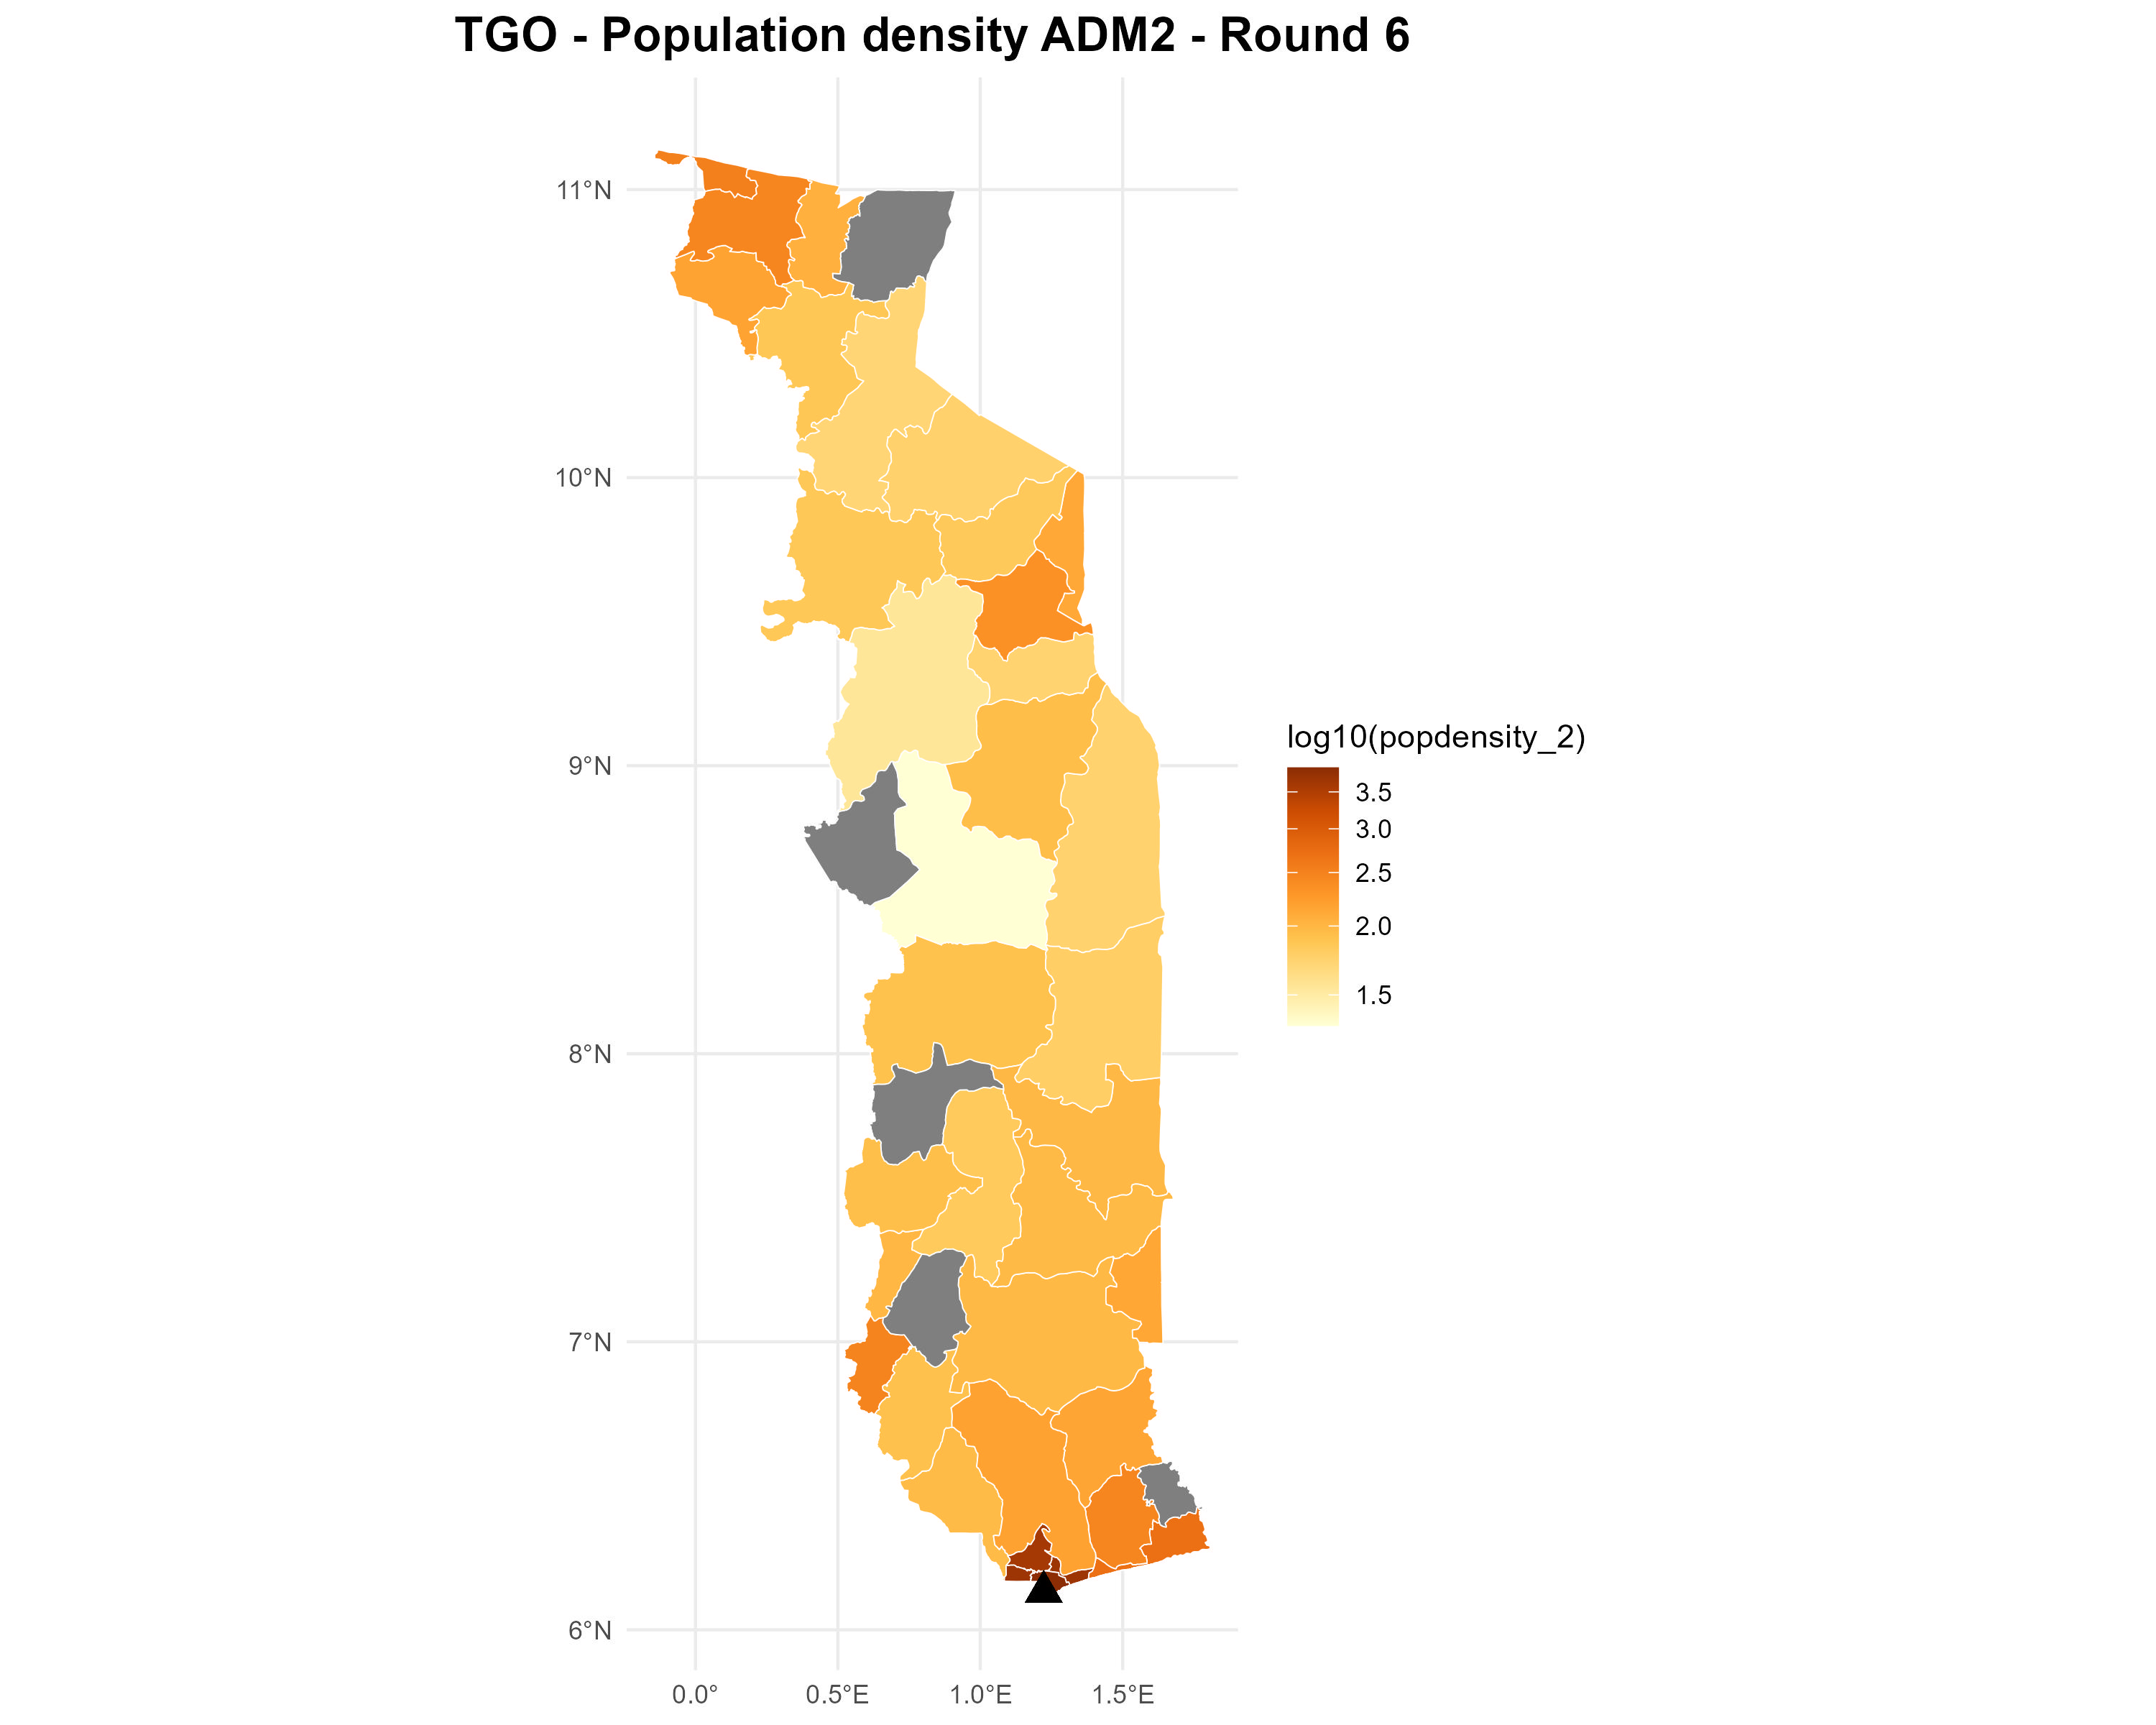 TGO - Population density ADM2 - Round 6
11°N
10°N
9°N
8°N
7°N
6°N
0.0°
0.5°E
1.0°E
1.5°E
log10(popdensity_2)
3.5
3.0
2.5
2.0
1.5